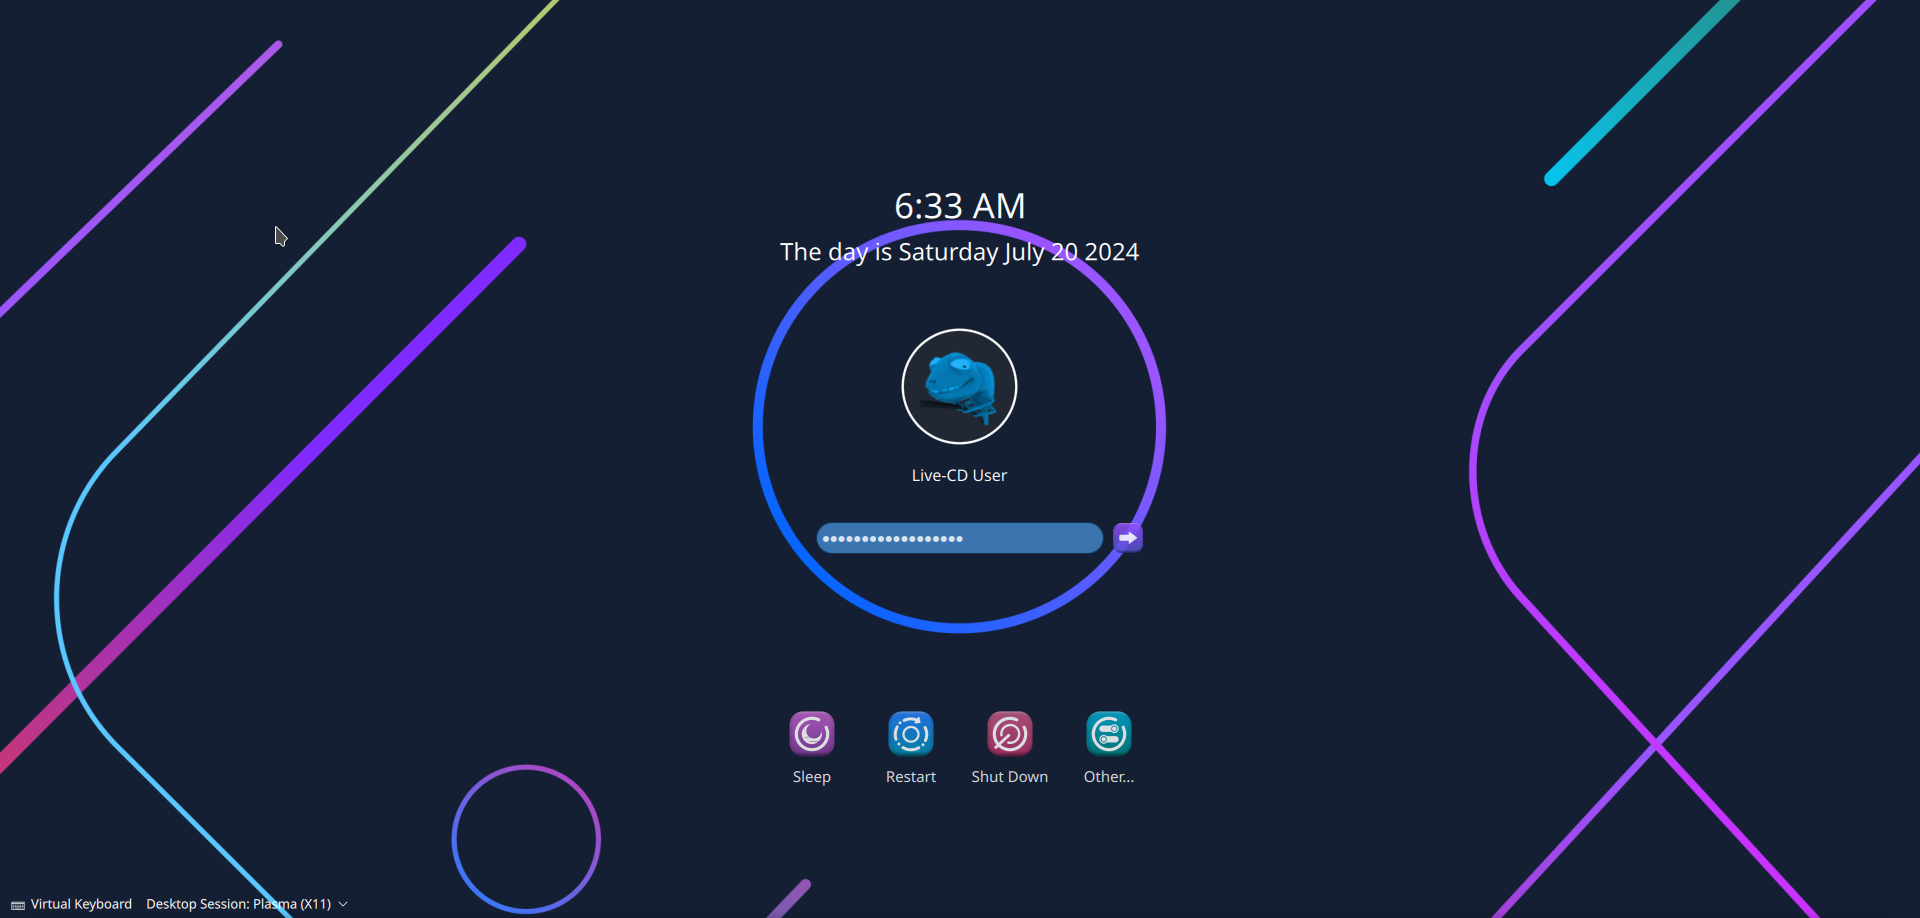 6:33 AM
The day is Saturday July 20 2024
Live-CD User
••••••••••••••••••
Sleep
Restart
Shut Down
Other...
Virtual Keyboard
Desktop Session: Plasma (X11)